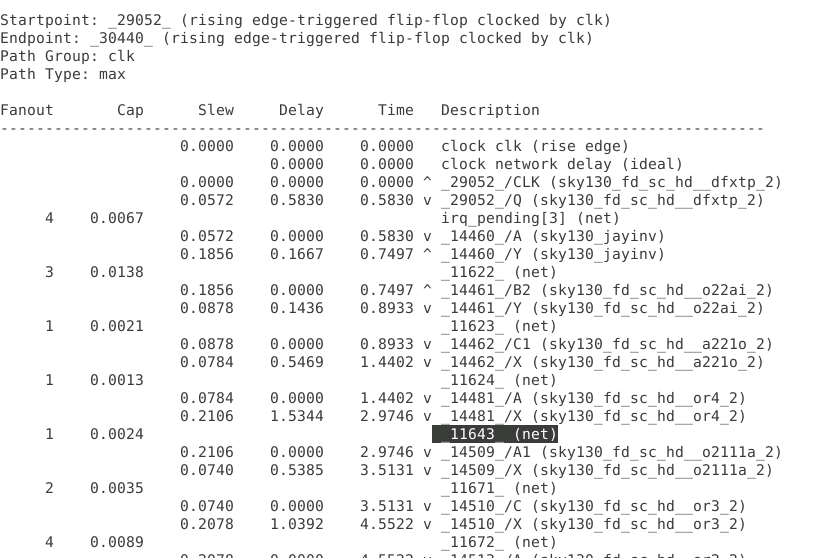 Startpoint: _29052_ (rising edge-triggered flip-flop clocked by clk)
Endpoint: _30440_ (rising edge-triggered flip-flop clocked by clk)
Path Group: clk
Path Type: max
Fanout Cap Slew Delay Time Description
-------------------------------------------------------------------------------------
0.0000 0.0000 0.0000 clock clk (rise edge)
0.0000 0.0000 clock network delay (ideal)
0.0000 0.0000 0.0000 ^ _29052_/CLK (sky130_fd_sc_hd__dfxtp_2)
0.0572 0.5830 0.5830 v _29052_/Q (sky130_fd_sc_hd__dfxtp_2)
4 0.0067 irq_pending[3] (net)
0.0572 0.0000 0.5830 v _14460_/A (sky130_jayinv)
0.1856 0.1667 0.7497 ^ _14460_/Y (sky130_jayinv)
3 0.0138 _11622_ (net)
0.1856 0.0000 0.7497 ^ _14461_/B2 (sky130_fd_sc_hd__o22ai_2)
0.0878 0.1436 0.8933 v _14461_/Y (sky130_fd_sc_hd__o22ai_2)
1 0.0021 _11623_ (net)
0.0878 0.0000 0.8933 v _14462_/C1 (sky130_fd_sc_hd__a221o_2)
0.0784 0.5469 1.4402 v _14462_/X (sky130_fd_sc_hd__a221o_2)
1 0.0013 _11624_ (net)
0.0784 0.0000 1.4402 v _14481_/A (sky130_fd_sc_hd__or4_2)
0.2106 1.5344 2.9746 v _14481_/X (sky130_fd_sc_hd__or4_2)
1 0.0024 _11643_ (net)
0.2106 0.0000 2.9746 v _14509_/A1 (sky130_fd_sc_hd__o2111a_2)
0.0740 0.5385 3.5131 v _14509_/X (sky130_fd_sc_hd__o2111a_2)
2 0.0035 _11671_ (net)
0.0740 0.0000 3.5131 v _14510_/C (sky130_fd_sc_hd__or3_2)
0.2078 1.0392 4.5522 v _14510_/X (sky130_fd_sc_hd__or3_2)
4 0.0089 _11672_ (net)